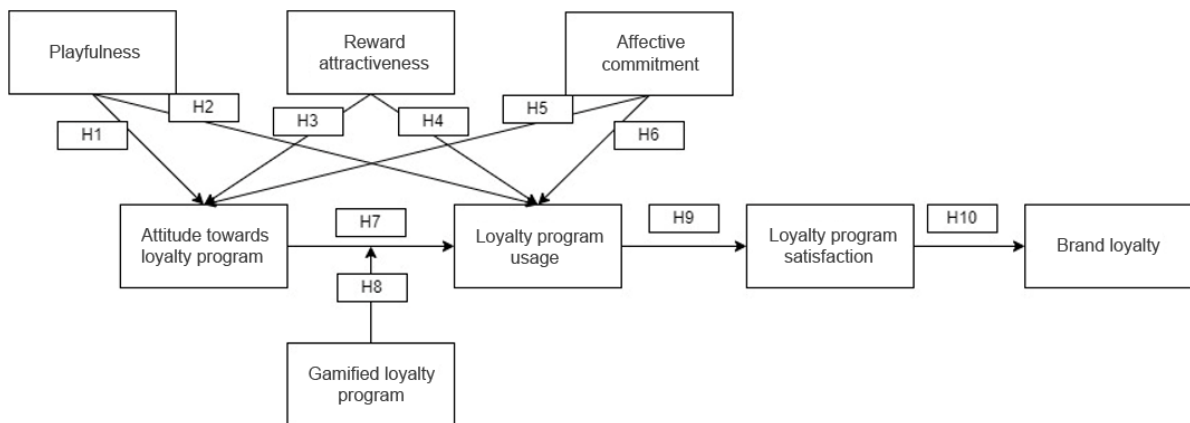 Playfulness
Reward
attractiveness
Affective
commitment
H1
H2
H3
H4
H5
H6
Attitude towards
loyalty program
H7
Loyalty program
usage
H9
Loyalty program
satisfaction
H10
Brand loyalty
H8
Gamified loyalty
program